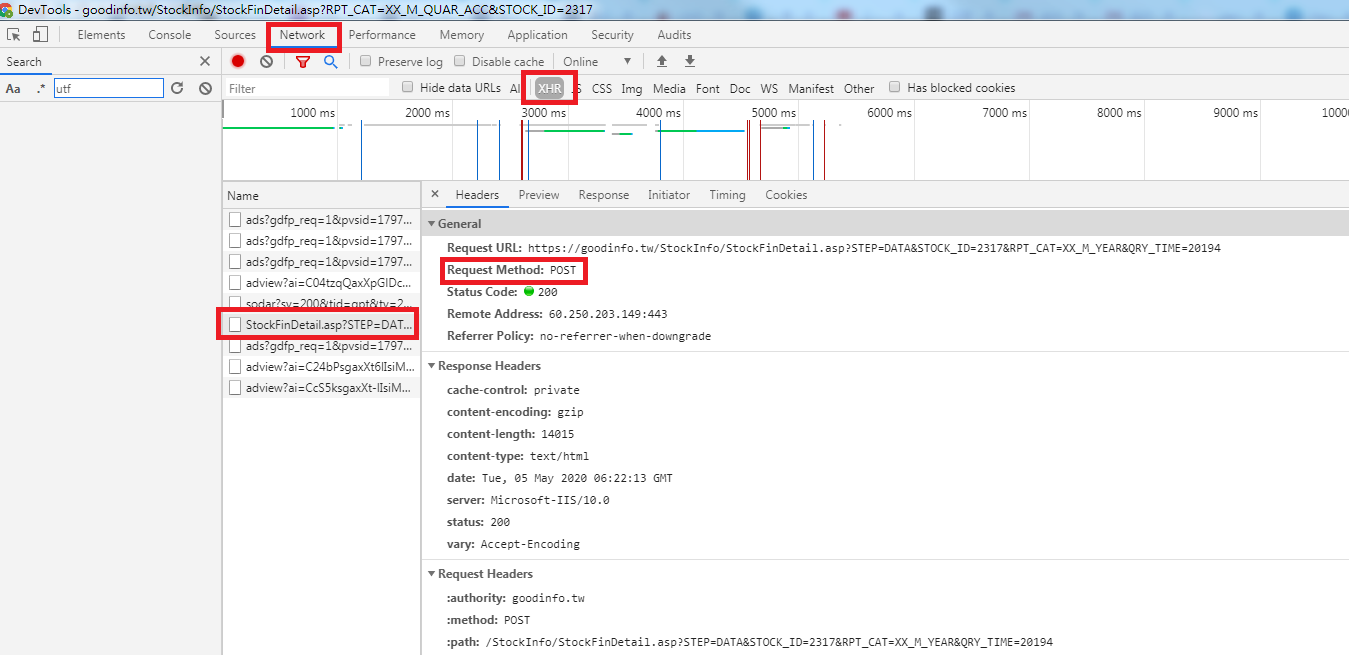 DevTools - goodinfo.tw/StockInfo/StockFinDetail.asp?RPT_CAT=XX_M_QUAR_ACC&STOCK_ID=2317
Elements Console Sources Network Performance Memory Application Security Audits
Search
Preserve log Disable cache Online
Aa .* utf
Filter Hide data URLs XHR JS CSS Img Media Font Doc WS Manifest Other Has blocked cookies
1000 ms 2000 ms 3000 ms 4000 ms 5000 ms 6000 ms 7000 ms 8000 ms 9000 ms
Name
Headers Preview Response Initiator Timing Cookies
ads?gdfp_req=1&pvsid=1797...
ads?gdfp_req=1&pvsid=1797...
ads?gdfp_req=1&pvsid=1797...
adview?ai=C04tzqQaxXpGIDc...
sodar?sv=200&tid=gpt&tv=2...
StockFinDetail.asp?STEP=DAT...
ads?gdfp_req=1&pvsid=1797...
adview?ai=C24bPsgaxXt6lIsiM...
adview?ai=CcS5ksgaxXt-lIsiM...
General
Request URL: https://goodinfo.tw/StockInfo/StockFinDetail.asp?STEP=DATA&STOCK_ID=2317&RPT_CAT=XX_M_YEAR&QRY_TIME=20194
Request Method: POST
Status Code: 200
Remote Address: 60.250.203.149:443
Referrer Policy: no-referrer-when-downgrade
Response Headers
cache-control: private
content-encoding: gzip
content-length: 14015
content-type: text/html
date: Tue, 05 May 2020 06:22:13 GMT
server: Microsoft-IIS/10.0
status: 200
vary: Accept-Encoding
Request Headers
:authority: goodinfo.tw
:method: POST
:path: /StockInfo/StockFinDetail.asp?STEP=DATA&STOCK_ID=2317&RPT_CAT=XX_M_YEAR&QRY_TIME=20194